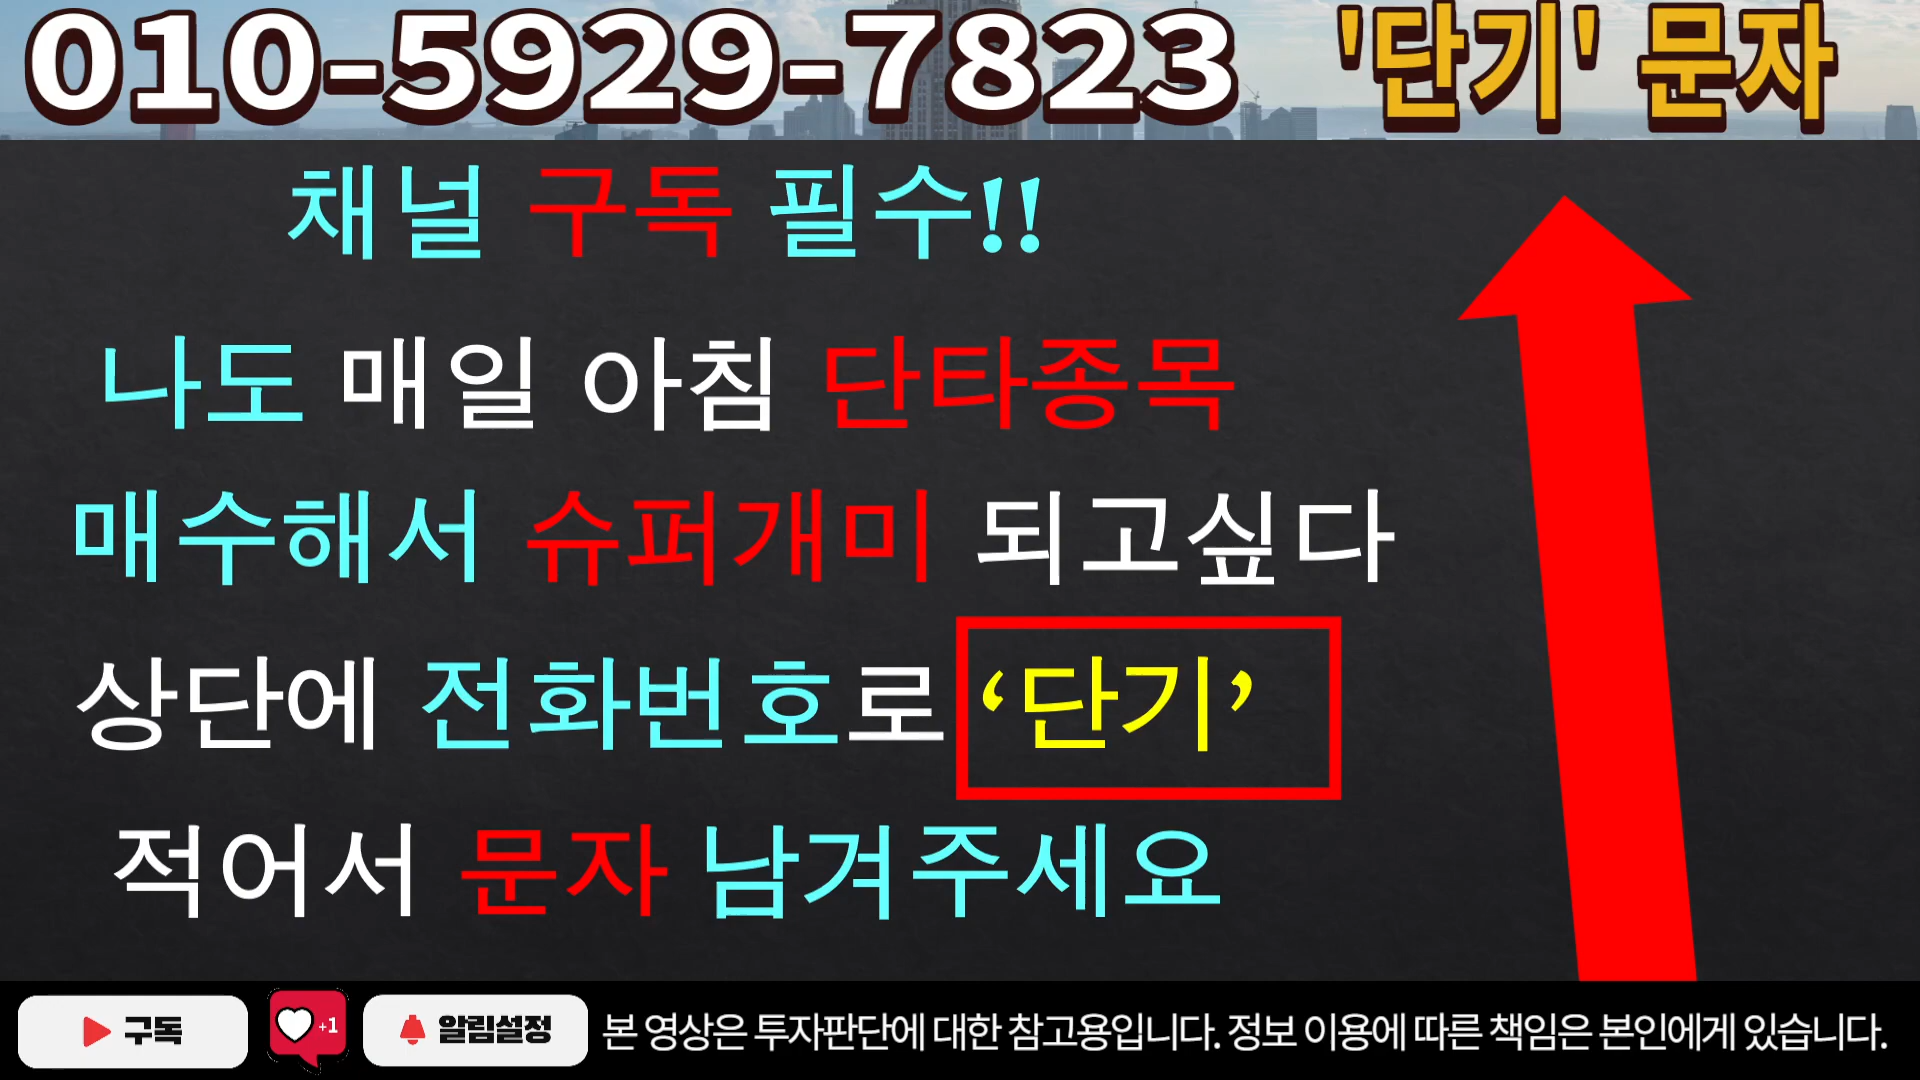 010-5929-7823 '단기' 문자
채널 구독 필수!!
나도 매일 아침 단타종목
매수해서 슈퍼개미 되고싶다
상단에 전화번호로 ‘단기’
적어서 문자 남겨주세요
구독 +1 알림설정 본 영상은 투자판단에 대한 참고용입니다. 정보 이용에 따른 책임은 본인에게 있습니다.